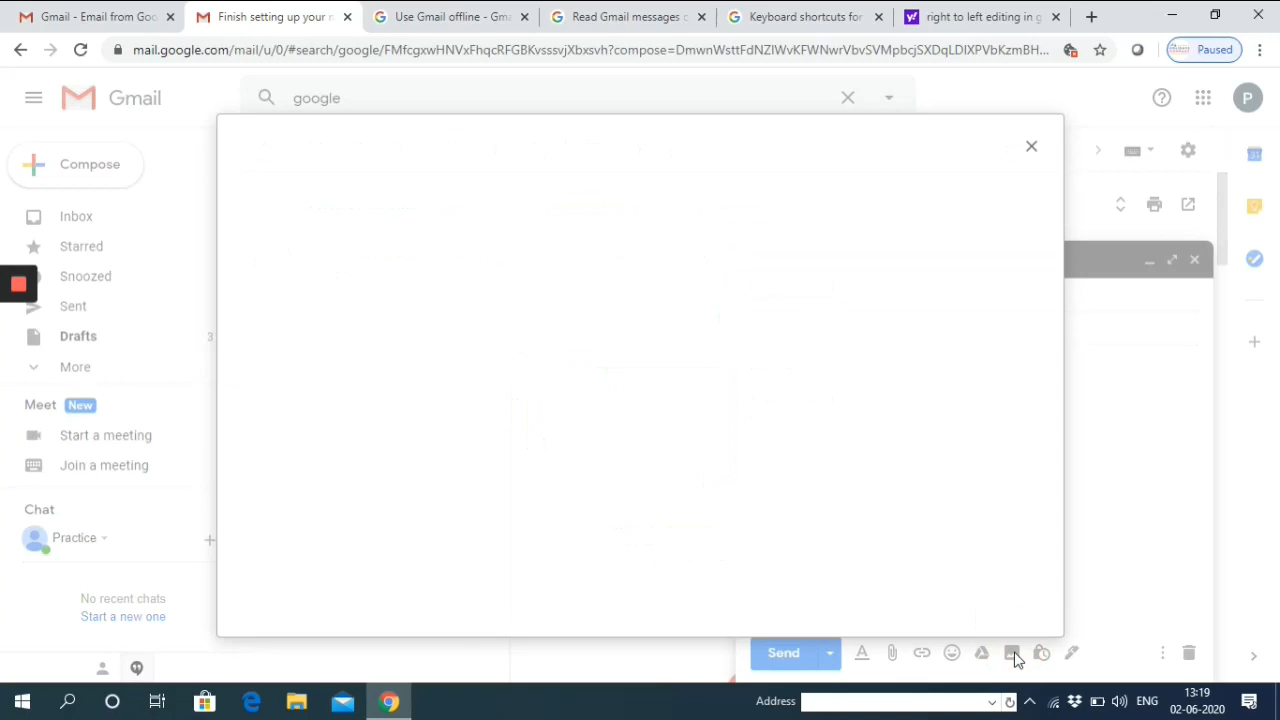 Gmail - Email from Goo
Finish setting up your n
Use Gmail offline - Gma
Read Gmail messages o
Keyboard shortcuts for
right to left editing in g
mail.google.com/mail/u/0/#search/google/FMfcgxwHNVxFhqcRFGBKvsssvjXbxsvh?compose=DmwnWsttFdNZlWvKFWNwrVbvSVMpbcjSXDqLDlXPVbKzmBH...
Paused
Gmail
google
P
Compose
31
Inbox
Starred
Snoozed
Sent
Drafts
3
More
Meet
New
Start a meeting
Join a meeting
Chat
Practice
No recent chats
Start a new one
Send
Address
ENG
13:19
02-06-2020